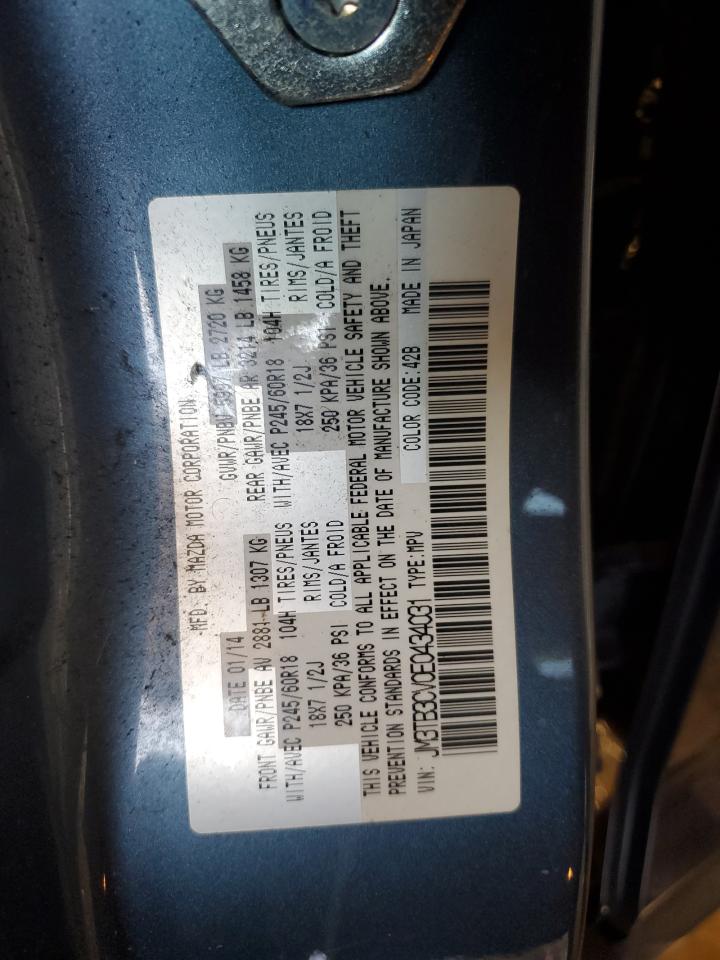 MFD. BY MAZDA MOTOR CORPORATION
DATE 01/14 GVWR/PNBV LB 2720 KG
FRONT GAWR/PNBE AV 2881 LB 1307 KG REAR GAWR/PNBE AR 3214 LB 1458 KG
WITH/AVEC P245/60R18 104H TIRES/PNEUS WITH/AVEC P245/60R18 104H TIRES/PNEUS
18X7 1/2J RIMS/JANTES 18X7 1/2J RIMS/JANTES
250 KPA/36 PSI COLD/A FROID 250 KPA/36 PSI COLD/A FROID
THIS VEHICLE CONFORMS TO ALL APPLICABLE FEDERAL MOTOR VEHICLE SAFETY AND THEFT
PREVENTION STANDARDS IN EFFECT ON THE DATE OF MANUFACTURE SHOWN ABOVE.
VIN: JM3TB3CV0E0434031 TYPE:MPV COLOR CODE:42B MADE IN JAPAN